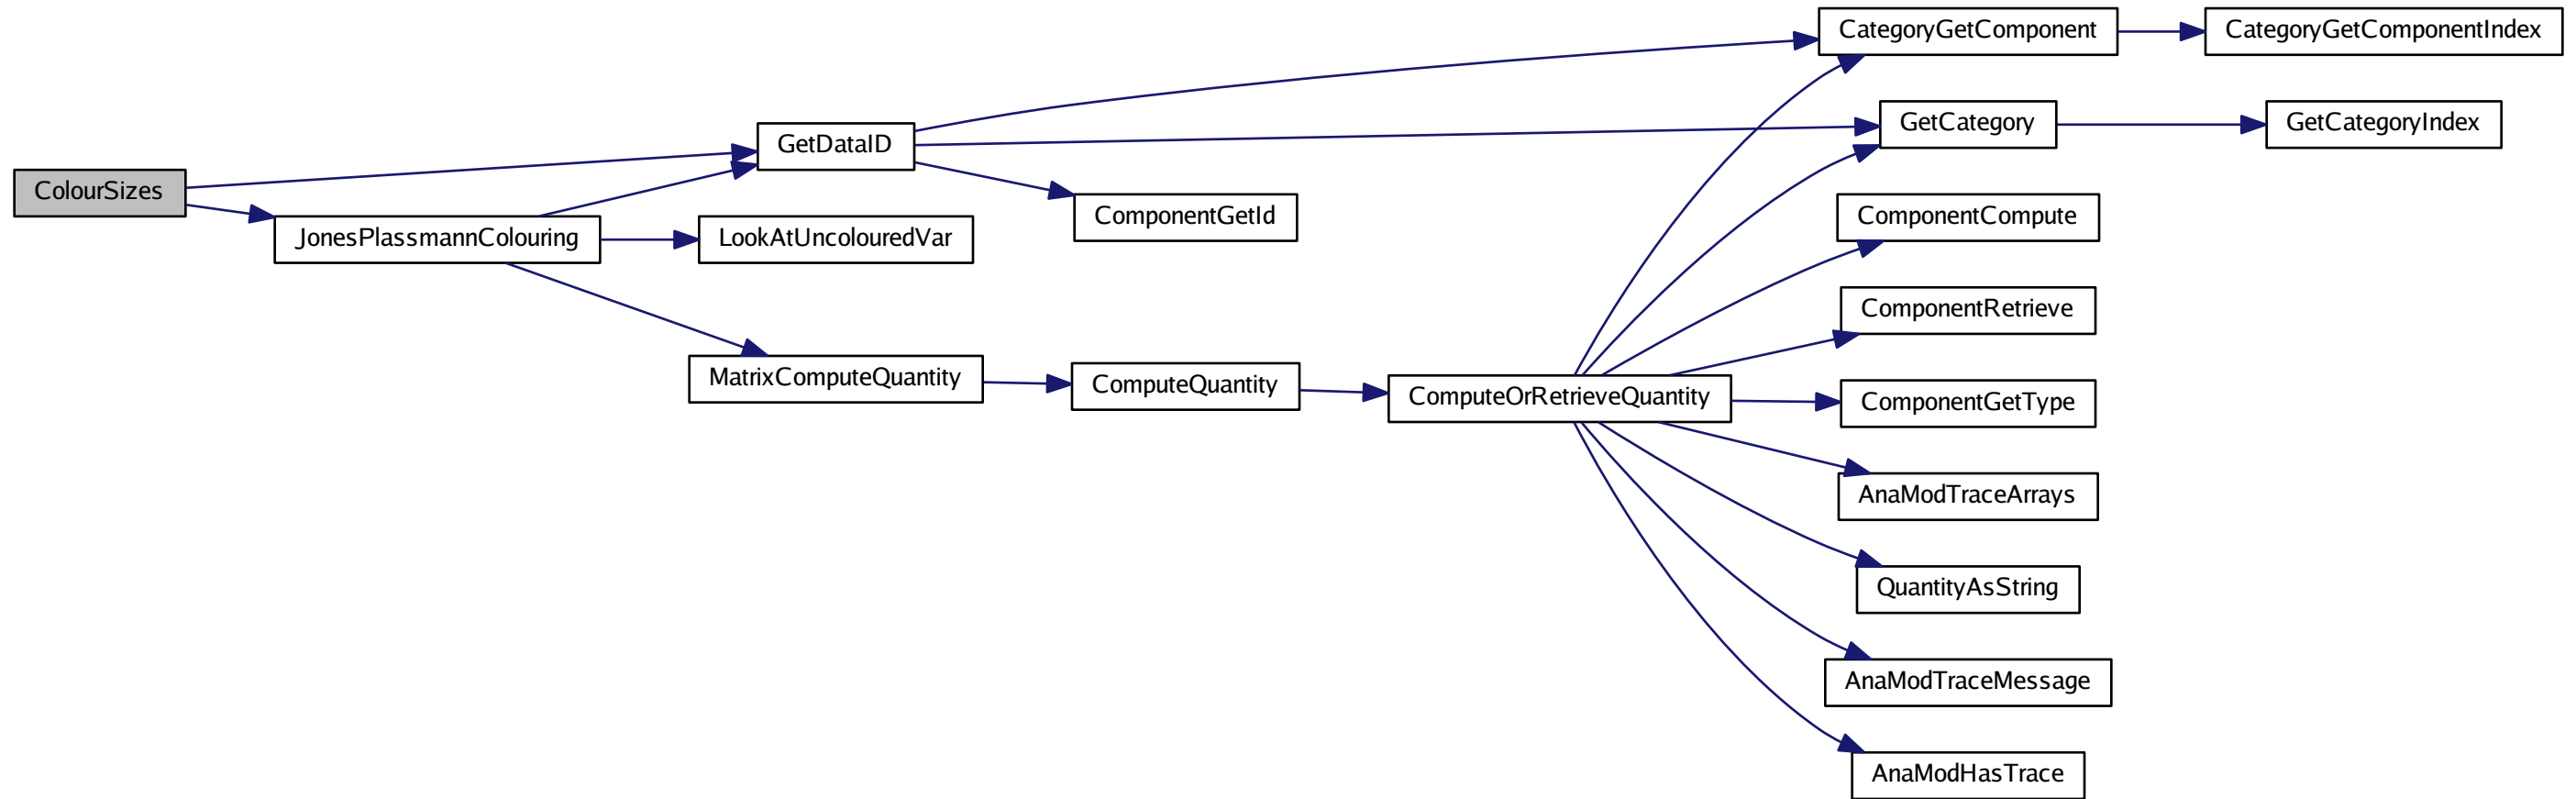 ColourSizes
JonesPlassmannColouring
GetDataID
LookAtUncolouredVar
MatrixComputeQuantity
ComponentGetId
ComputeQuantity
ComputeOrRetrieveQuantity
CategoryGetComponent
GetCategory
ComponentCompute
ComponentRetrieve
ComponentGetType
AnaModTraceArrays
QuantityAsString
AnaModTraceMessage
AnaModHasTrace
CategoryGetComponentIndex
GetCategoryIndex